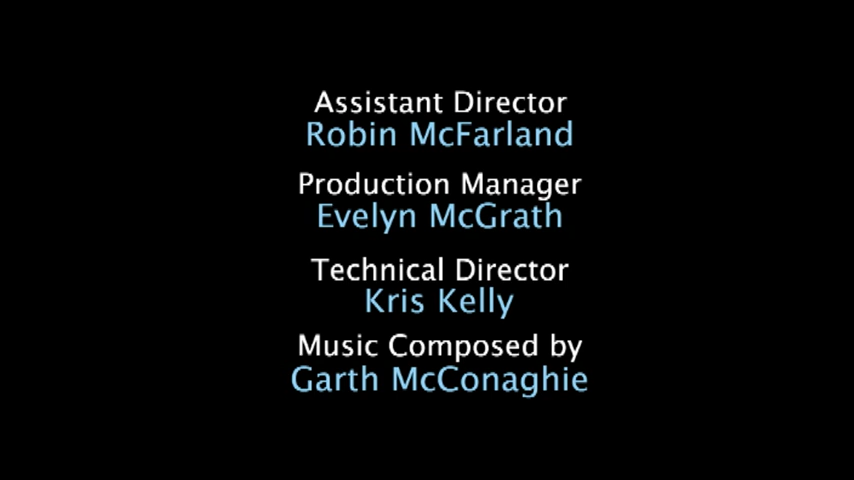 Assistant Director
Robin McFarland
Production Manager
Evelyn McGrath
Technical Director
Kris Kelly
Music Composed by
Garth McConaghie